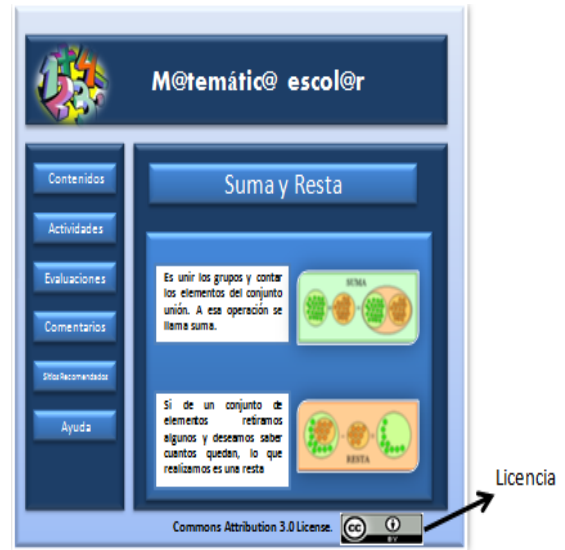 M@temátic@ escol@r
Contenidos
Actividades
Evaluaciones
Comentarios
Sitios Recomendados
Ayuda
Suma y Resta
Es unir los grupos y contar
los elementos del conjunto
unión. A esa operación se
llama suma.
SUMA
Si de un conjunto de
elementos retiramos
algunos y deseamos saber
cuantos quedan, lo que
realizamos es una resta
RESTA
Commons Attribution 3.0 License.
cc
BY
Licencia